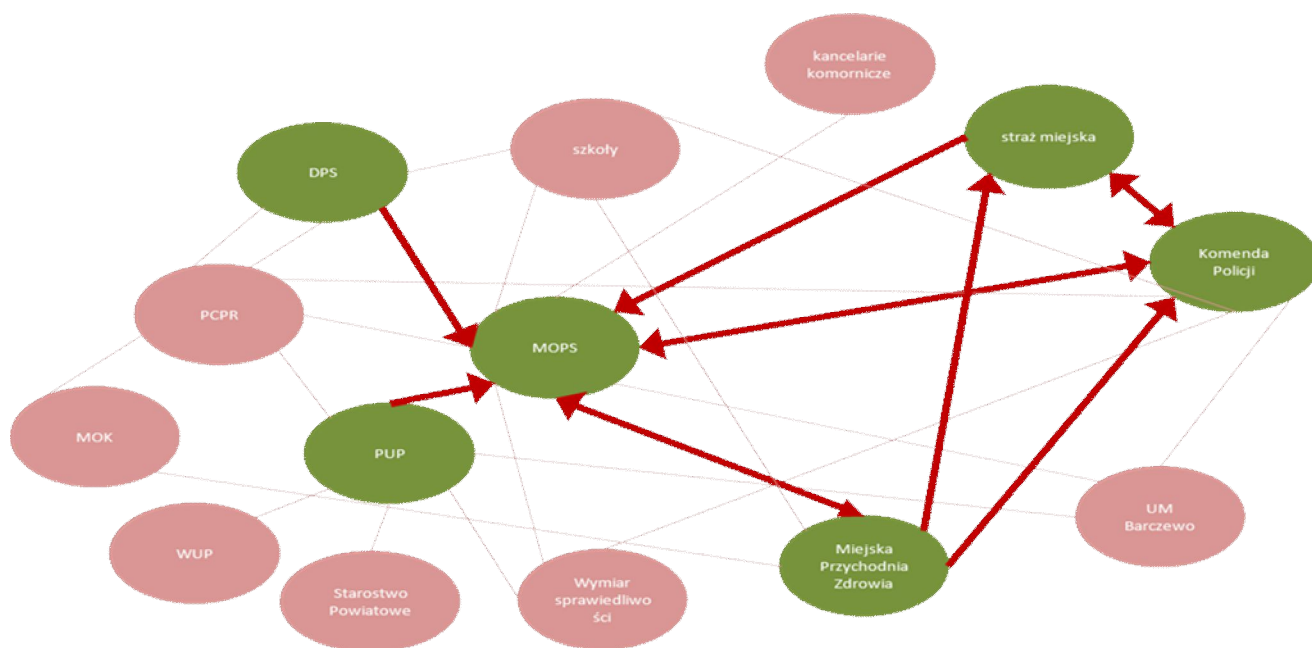 kancelarie
komornicze
straż miejska
szkoły
DPS
Komenda
Policji
PCPR
MOPS
MOK
PUP
UM
Barczewo
WUP
Miejska
Przychodnia
Zdrowia
Starostwo
Powiatowe
Wymiar
sprawiedliwo
ści